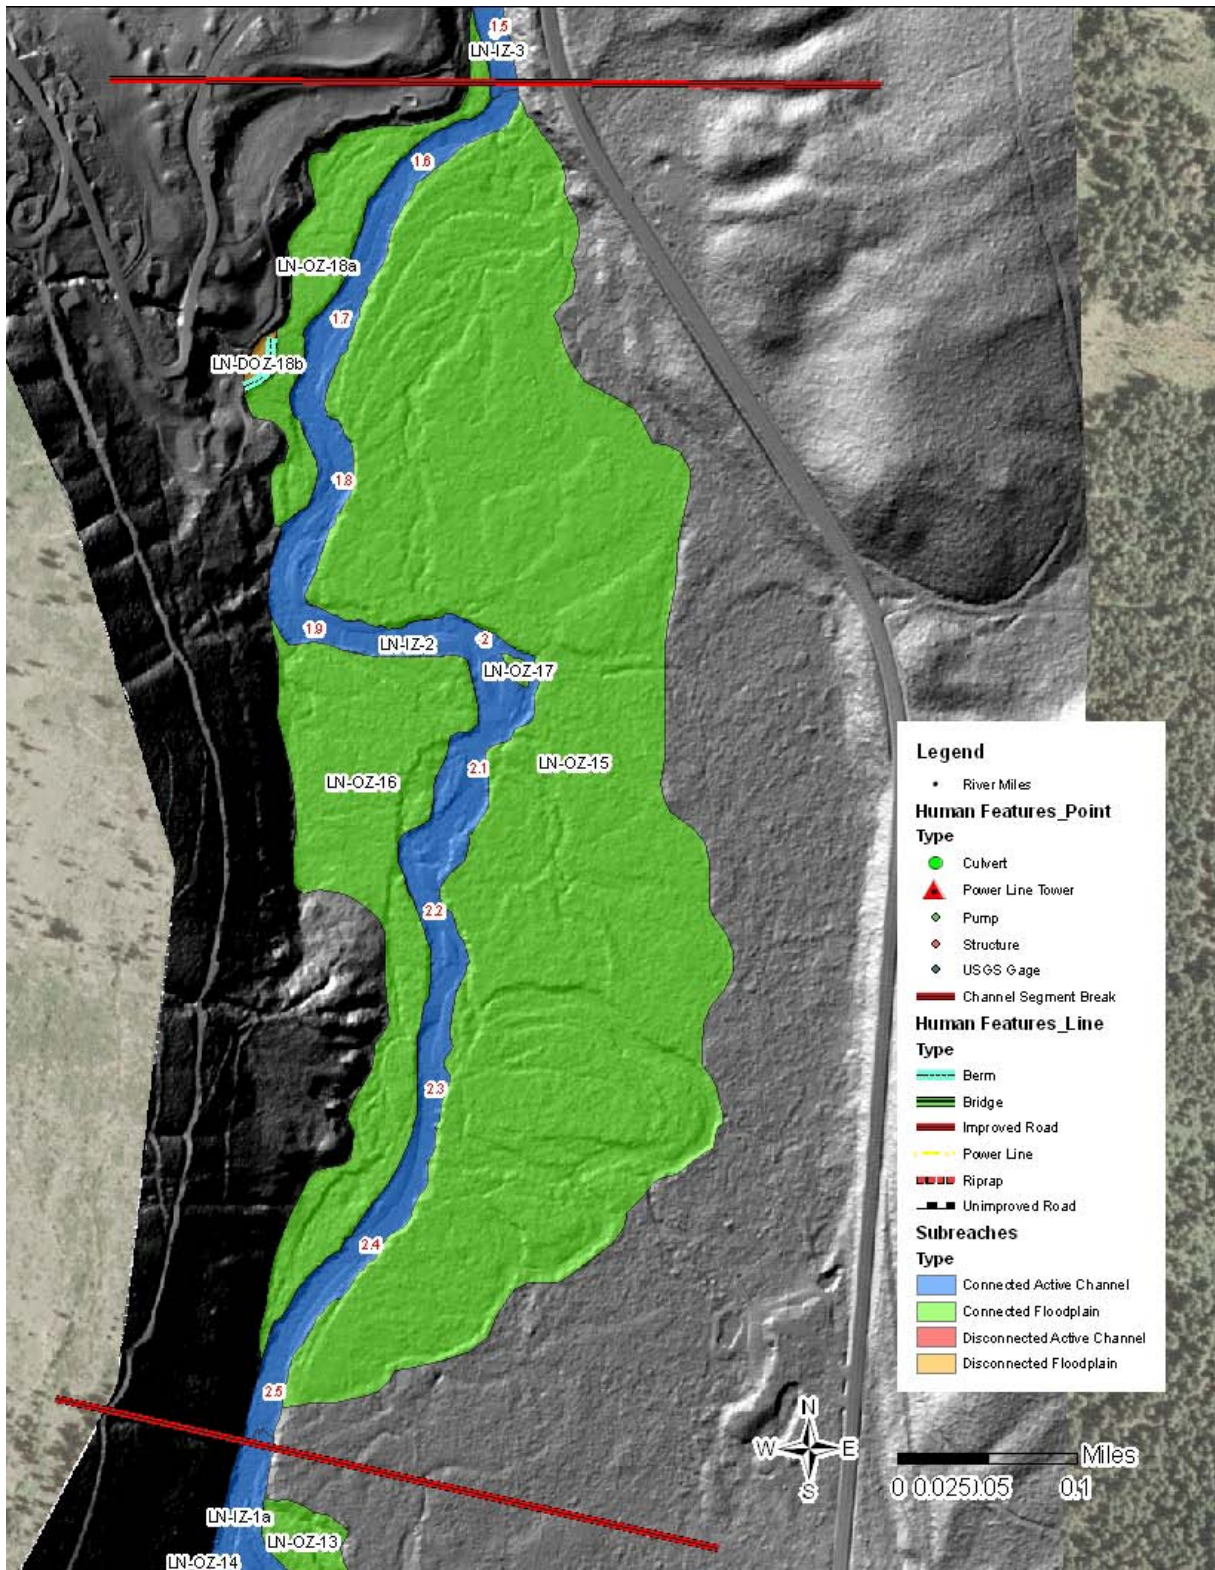 1.5
LN-IZ-3
1.6
LN-OZ-18a
1.7
LN-DOZ-18b
1.8
1.9
LN-IZ-2
2
LN-OZ-17
LN-OZ-15
2.1
LN-OZ-16
2.2
2.3
2.4
2.5
LN-IZ-1a
LN-OZ-13
LN-OZ-14
Legend
River Miles
Human Features_Point
Type
Culvert
Power Line Tower
Pump
Structure
USGS Gage
Channel Segment Break
Human Features_Line
Type
Berm
Bridge
Improved Road
Power Line
Riprap
Unimproved Road
Subreaches
Type
Connected Active Channel
Connected Floodplain
Disconnected Active Channel
Disconnected Floodplain
N
W E
S
Miles
0 0.025 0.05 0.1